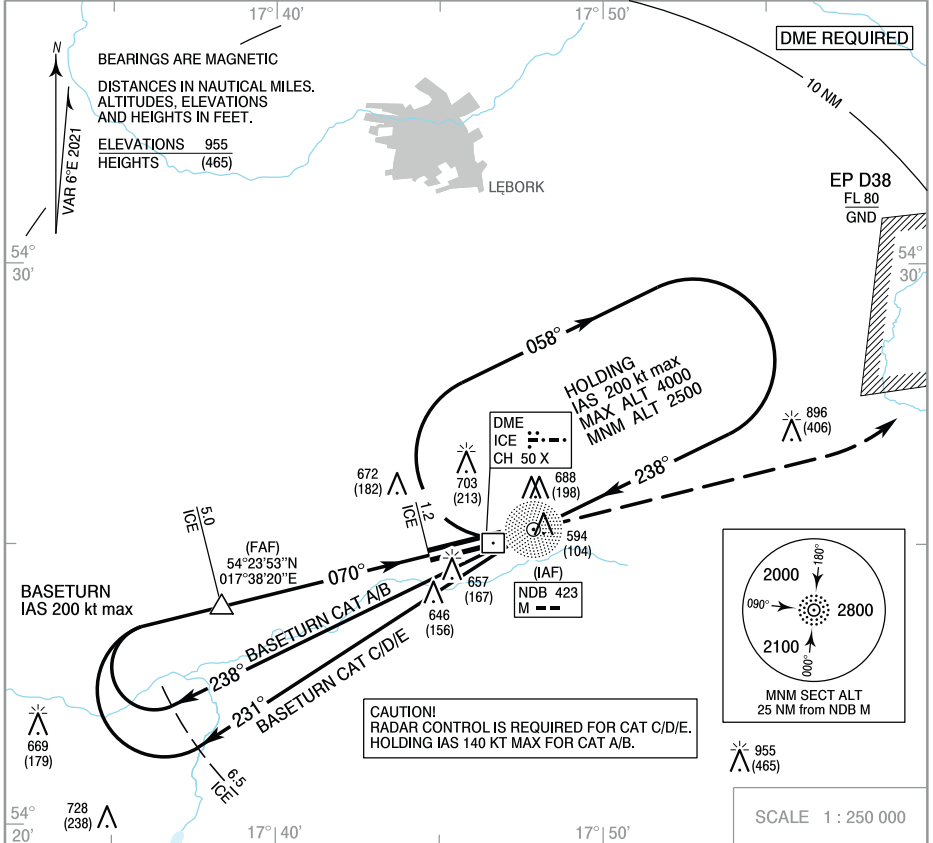 17° 40'
17° 50'
DME REQUIRED
N
VAR 6°E 2021
BEARINGS ARE MAGNETIC
DISTANCES IN NAUTICAL MILES.
ALTITUDES, ELEVATIONS
AND HEIGHTS IN FEET.
ELEVATIONS 955
HEIGHTS (465)
10 NM
LĘBORK
EP D38
FL 80
GND
54°
30'
54°
30'
058°
HOLDING
IAS 200 kt max
MAX ALT 4000
MNM ALT 2500
238°
DME
ICE
CH 50 X
896
(406)
672
(182)
703
(213)
688
(198)
1.2
ICE
594
(104)
5.0
ICE
(FAF)
54°23'53"N
017°38'20"E
070°
657
(167)
646
(156)
(IAF)
NDB 423
M
BASETURN
IAS 200 kt max
BASETURN CAT A/B
238°
231°
BASETURN CAT C/D/E
6.5
ICE
2000
180°
090°
2800
2100
000°
MNM SECT ALT
25 NM from NDB M
CAUTION!
RADAR CONTROL IS REQUIRED FOR CAT C/D/E.
HOLDING IAS 140 KT MAX FOR CAT A/B.
669
(179)
955
(465)
728
(238)
54°
20'
17° 40'
17° 50'
SCALE 1 : 250 000